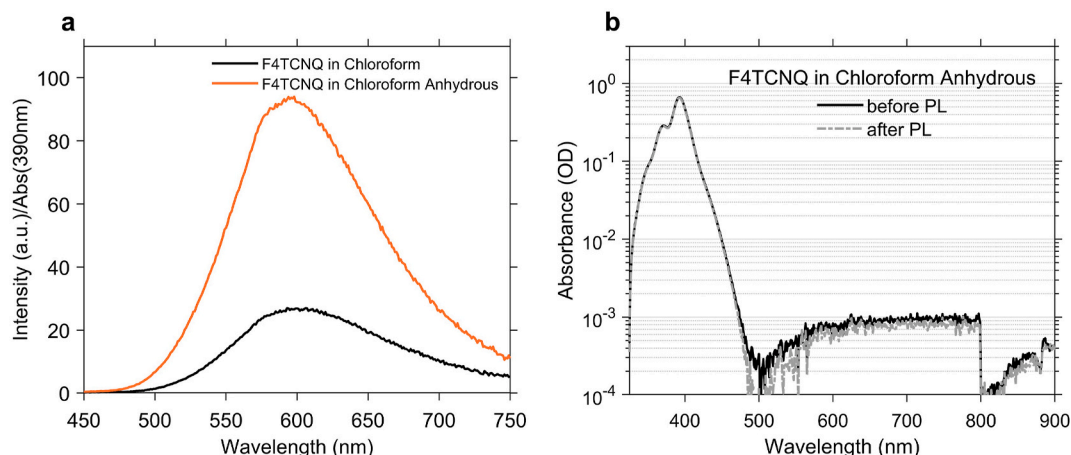 a
F4TCNQ in Chloroform
F4TCNQ in Chloroform Anhydrous
100
80
60
40
20
0
Intensity (a.u.)/Abs(390nm)
450 500 550 600 650 700 750
Wavelength (nm)
b
F4TCNQ in Chloroform Anhydrous
before PL
after PL
10⁰
10⁻¹
10⁻²
10⁻³
10⁻⁴
Absorbance (OD)
400 500 600 700 800 900
Wavelength (nm)